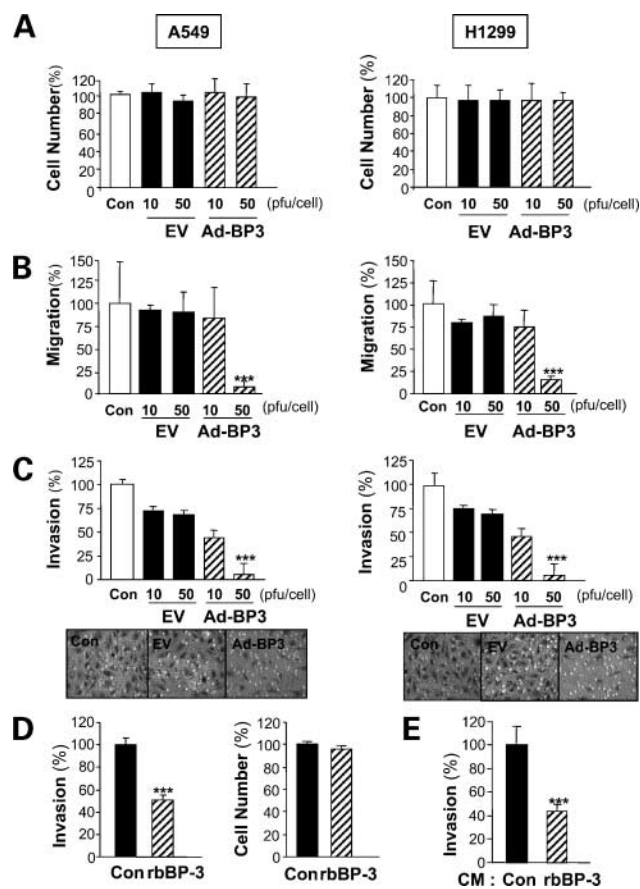 A
A549
H1299
Cell Number(%)
120
100
80
60
40
20
0
Con 10 50 10 50 (pfu/cell)
EV Ad-BP3
Cell Number (%)
120
100
80
60
40
20
0
Con 10 50 10 50 (pfu/cell)
EV Ad-BP3
B
Migration(%)
150
125
100
75
50
25
0
***
Con 10 50 10 50 (pfu/cell)
EV Ad-BP3
Migration (%)
150
125
100
75
50
25
0
***
Con 10 50 10 50 (pfu/cell)
EV Ad-BP3
C
Invasion (%)
125
100
75
50
25
0
***
Con 10 50 10 50 (pfu/cell)
EV Ad-BP3
Con EV Ad-BP3
Invasion (%)
125
100
75
50
25
0
***
Con 10 50 10 50 (pfu/cell)
EV Ad-BP3
Con EV Ad-BP3
D
Invasion (%)
120
100
80
60
40
20
0
***
Con rbBP-3
Cell Number (%)
120
100
80
60
40
20
0
Con rbBP-3
E
Invasion (%)
120
100
80
60
40
20
0
***
CM : Con rbBP-3